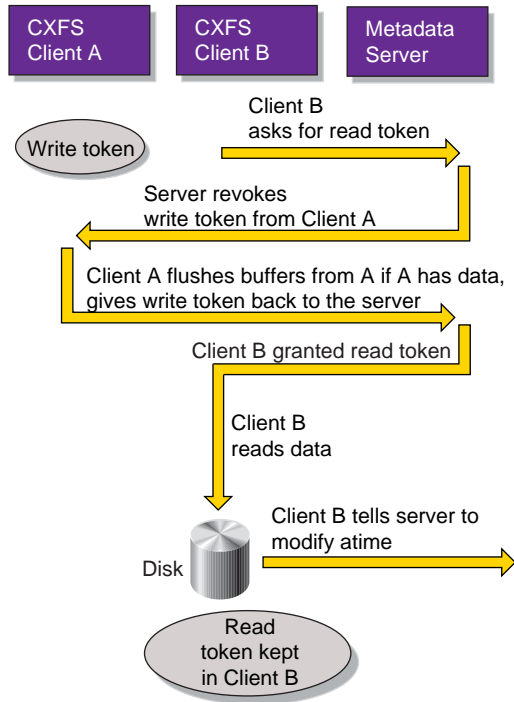 CXFS
Client A
CXFS
Client B
Metadata
Server
Client B
asks for read token
Write token
Server revokes
write token from Client A
Client A flushes buffers from A if A has data,
gives write token back to the server
Client B granted read token
Client B
reads data
Client B tells server to
modify atime
Disk
Read
token kept
in Client B